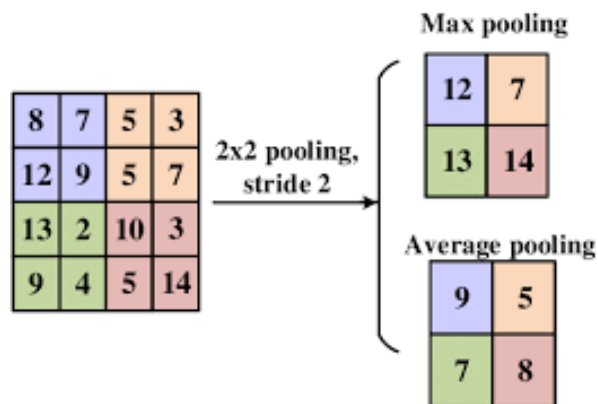 Max pooling
12 7
13 14
8 7 5 3
12 9 5 7
13 2 10 3
9 4 5 14
2x2 pooling,
stride 2
Average pooling
9 5
7 8